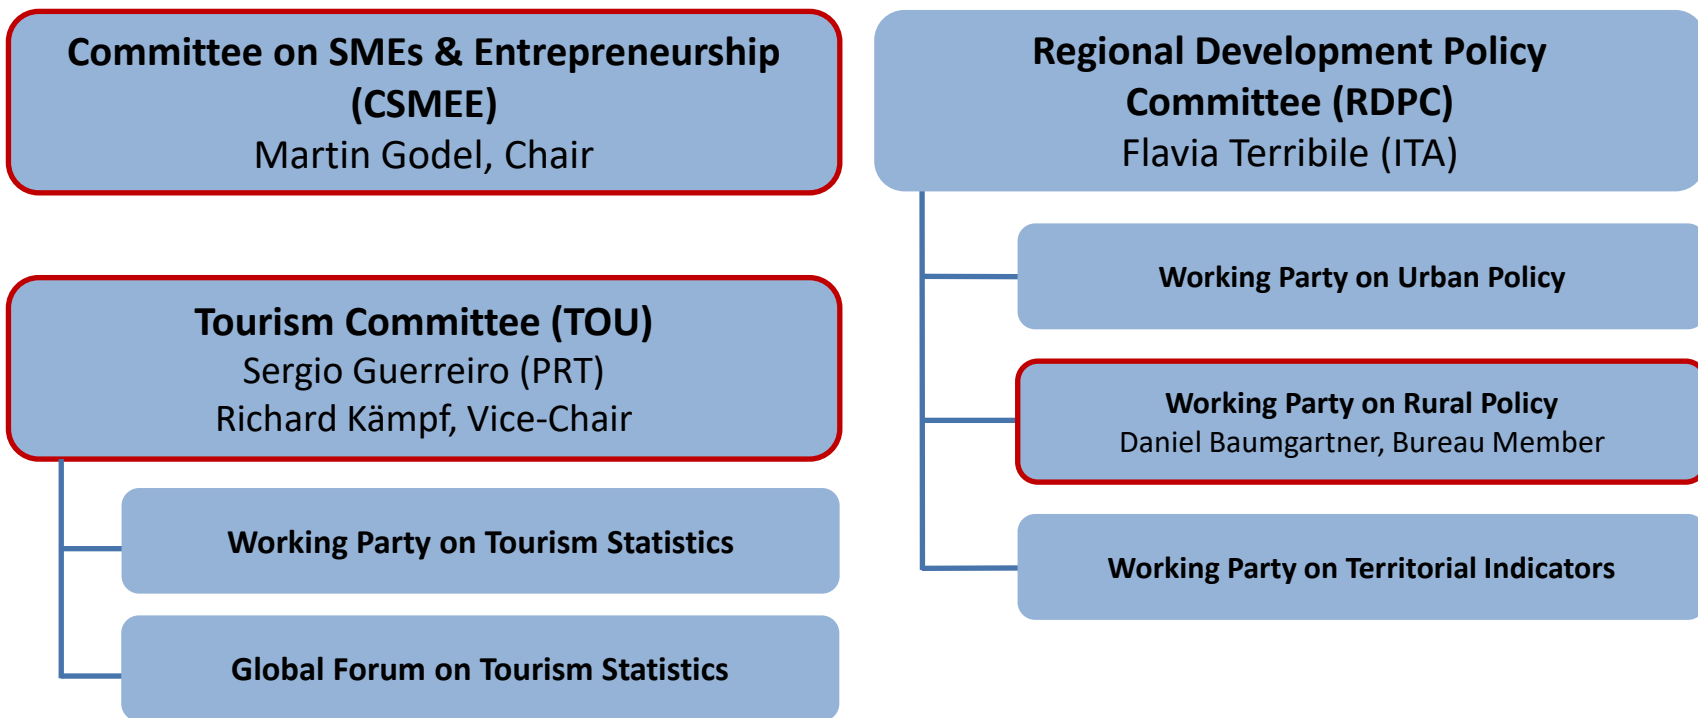 Committee on SMEs & Entrepreneurship
(CSMEE)
Martin Godel, Chair
Tourism Committee (TOU)
Sergio Guerreiro (PRT)
Richard Kämpf, Vice-Chair
Working Party on Tourism Statistics
Global Forum on Tourism Statistics
Regional Development Policy
Committee (RDPC)
Flavia Terribile (ITA)
Working Party on Urban Policy
Working Party on Rural Policy
Daniel Baumgartner, Bureau Member
Working Party on Territorial Indicators